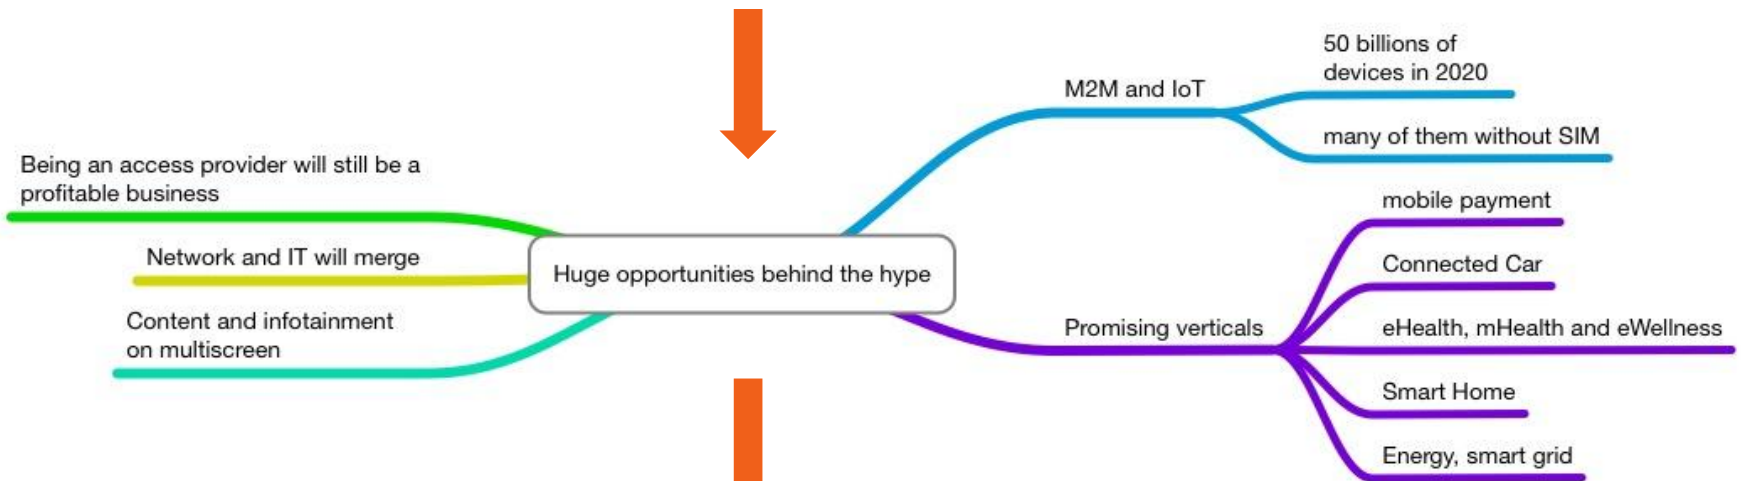 Huge opportunities behind the hype
M2M and IoT
50 billions of
devices in 2020
many of them without SIM
Promising verticals
mobile payment
Connected Car
eHealth, mHealth and eWellness
Smart Home
Energy, smart grid
Being an access provider will still be a
profitable business
Network and IT will merge
Content and infotainment
on multiscreen